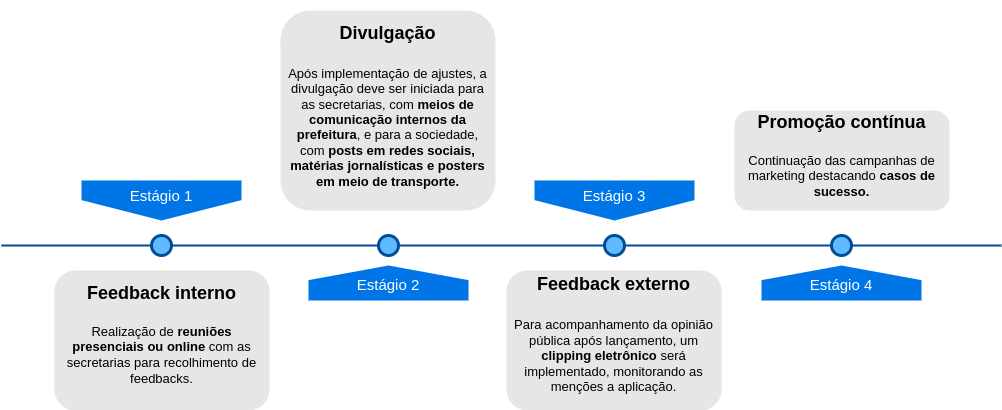 Estágio 1
Feedback interno
Realização de reuniões
presenciais ou online com as
secretarias para recolhimento de
feedbacks.
Divulgação
Após implementação de ajustes, a
divulgação deve ser iniciada para
as secretarias, com meios de
comunicação internos da
prefeitura, e para a sociedade,
com posts em redes sociais,
matérias jornalísticas e posters
em meio de transporte.
Estágio 2
Estágio 3
Feedback externo
Para acompanhamento da opinião
pública após lançamento, um
clipping eletrônico será
implementado, monitorando as
menções a aplicação.
Promoção contínua
Continuação das campanhas de
marketing destacando casos de
sucesso.
Estágio 4